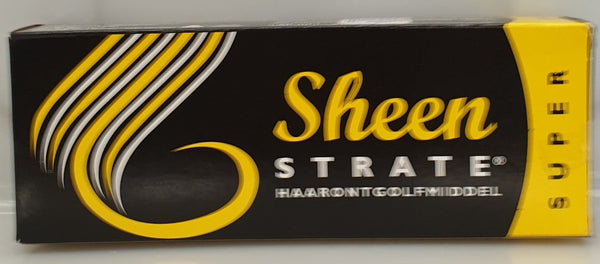 Sheen
STRATE®
HAARONTGOLFMIDDEL
SUPER